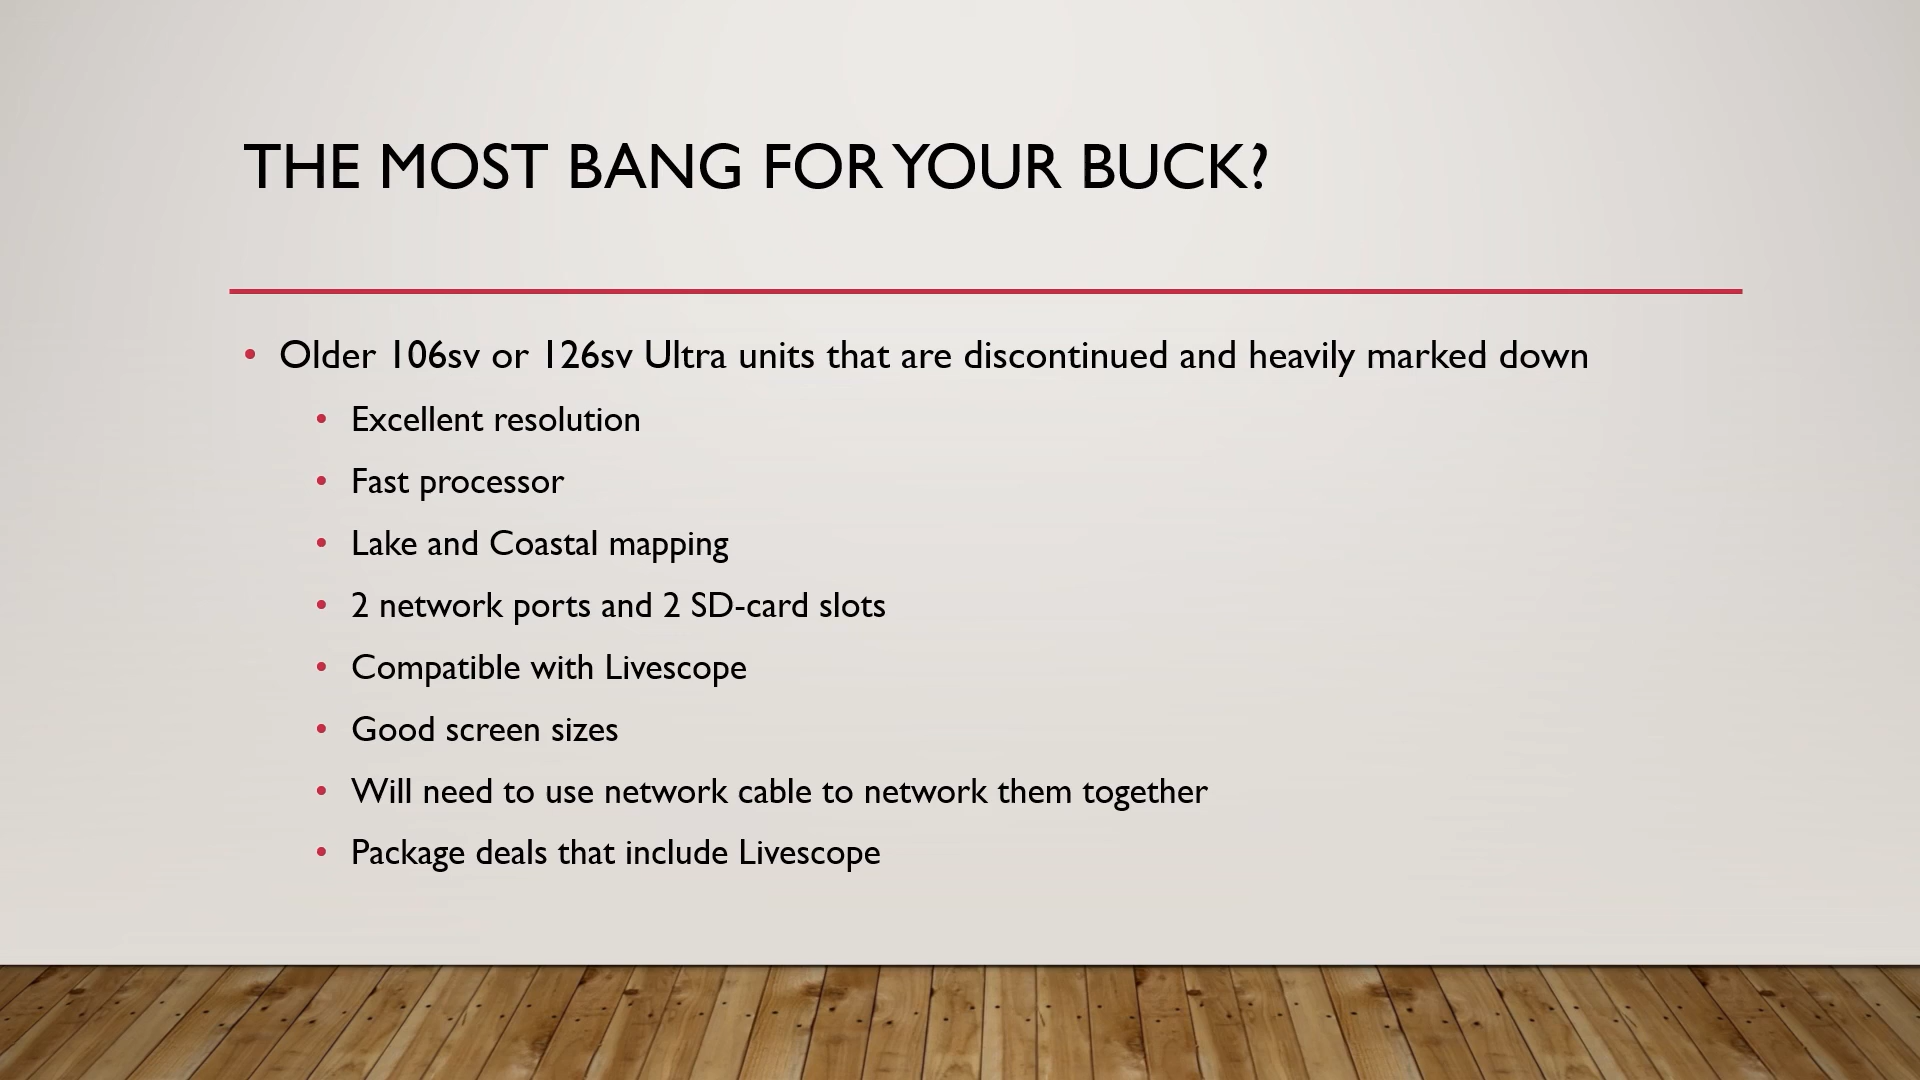 THE MOST BANG FOR YOUR BUCK?
• Older 106sv or 126sv Ultra units that are discontinued and heavily marked down
• Excellent resolution
• Fast processor
• Lake and Coastal mapping
• 2 network ports and 2 SD-card slots
• Compatible with Livescope
• Good screen sizes
• Will need to use network cable to network them together
• Package deals that include Livescope